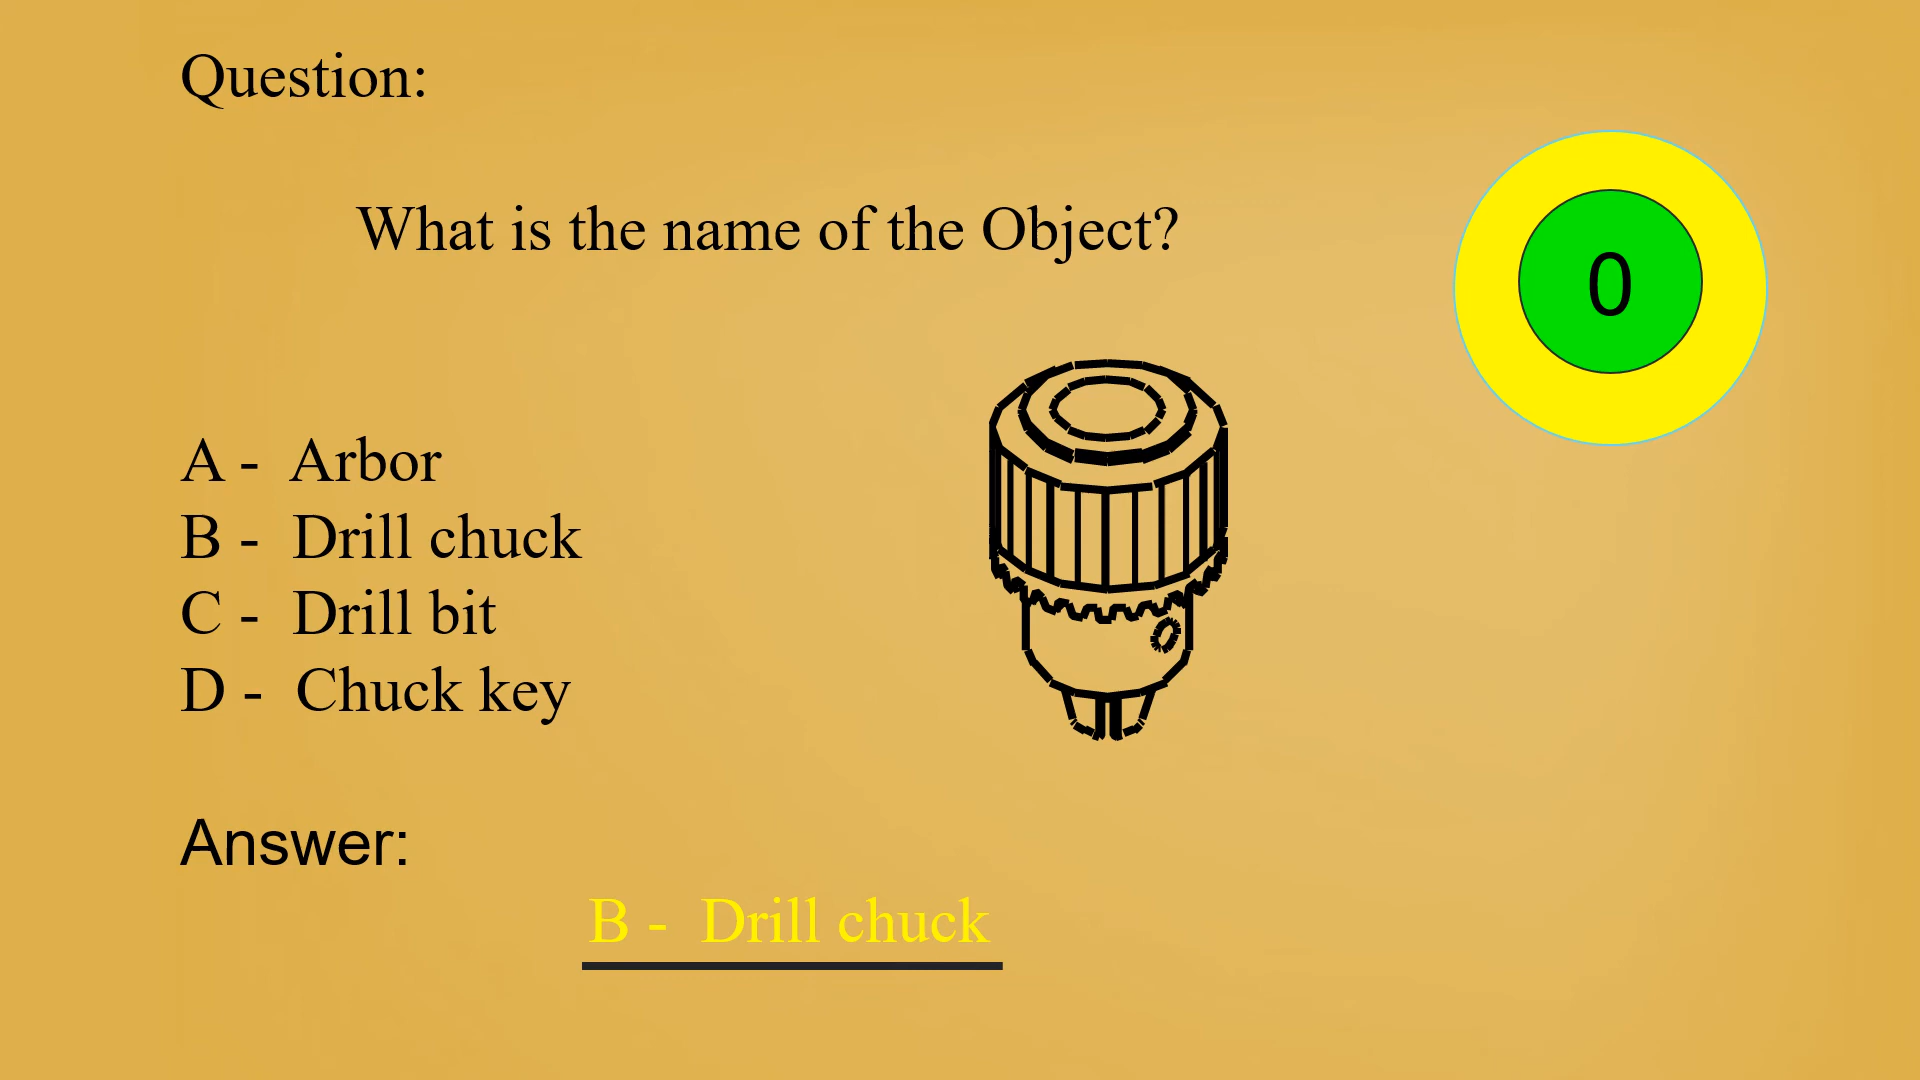 Question:
What is the name of the Object?
0
A - Arbor
B - Drill chuck
C - Drill bit
D - Chuck key
Answer:
B - Drill chuck